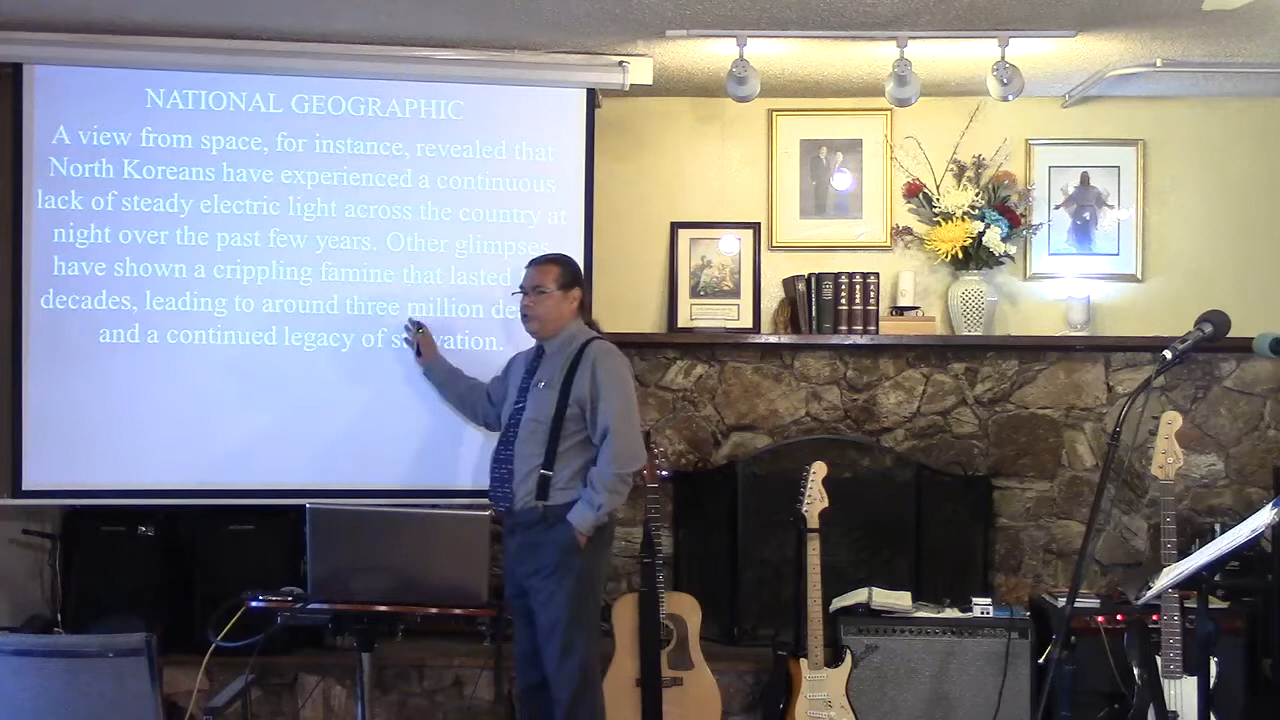 NATIONAL GEOGRAPHIC
A view from space, for instance, revealed that
North Koreans have experienced a continuous
lack of steady electric light across the country at
night over the past few years. Other glimpses
have shown a crippling famine that lasted
decades, leading to around three million
and a continued legacy of